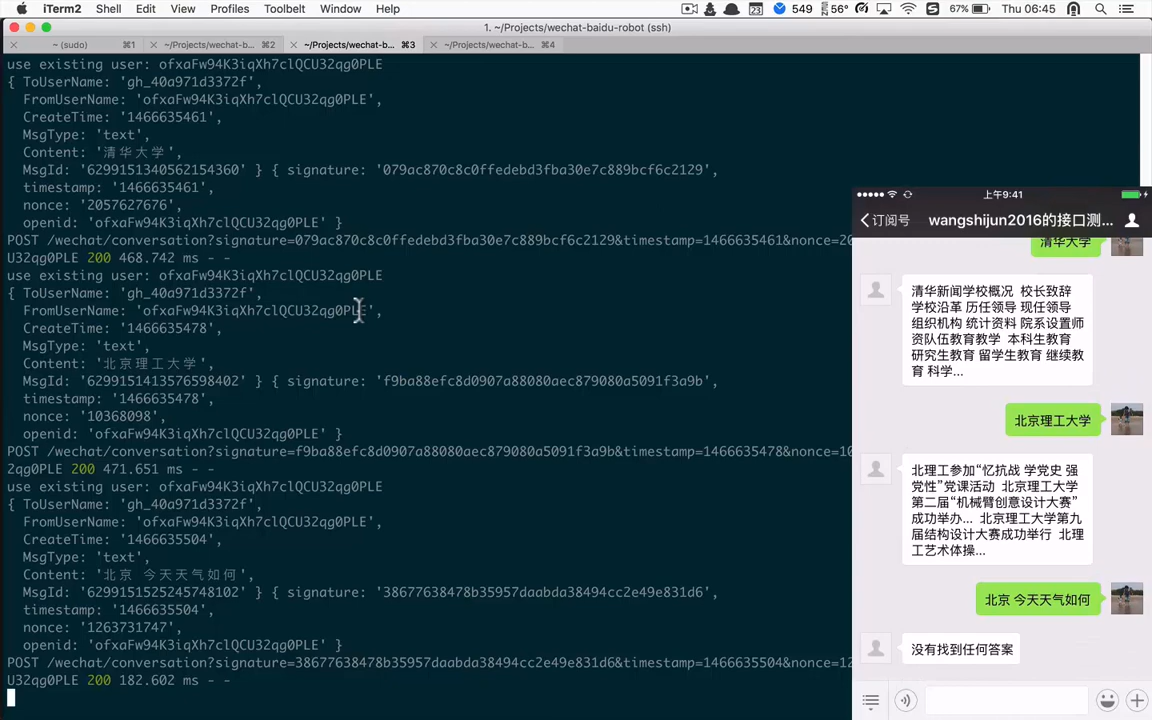 iTerm2 Shell Edit View Profiles Toolbelt Window Help 549 56° 67% Thu 06:45
1. ~/Projects/wechat-baidu-robot (ssh)
~ (sudo) ⌘1 ~/Projects/wechat-b... ⌘2 ~/Projects/wechat-b... ⌘3 ~/Projects/wechat-b... ⌘4
use existing user: ofxaFw94K3iqXh7clQCU32qg0PLE
{ ToUserName: 'gh_40a971d3372f',
FromUserName: 'ofxaFw94K3iqXh7clQCU32qg0PLE',
CreateTime: '1466635461',
MsgType: 'text',
Content: '清华大学',
MsgId: '6299151340562154360' } { signature: '079ac870c8c0ffedebd3fba30e7c889bcf6c2129',
timestamp: '1466635461',
nonce: '2057627676',
openid: 'ofxaFw94K3iqXh7clQCU32qg0PLE' }
POST /wechat/conversation?signature=079ac870c8c0ffedebd3fba30e7c889bcf6c2129&timestamp=1466635461&nonce=20
U32qg0PLE 200 468.742 ms - -
use existing user: ofxaFw94K3iqXh7clQCU32qg0PLE
{ ToUserName: 'gh_40a971d3372f',
FromUserName: 'ofxaFw94K3iqXh7clQCU32qg0PLE',
CreateTime: '1466635478',
MsgType: 'text',
Content: '北京理工大学',
MsgId: '6299151413576598402' } { signature: 'f9ba88efc8d0907a88080aec879080a5091f3a9b',
timestamp: '1466635478',
nonce: '10368098',
openid: 'ofxaFw94K3iqXh7clQCU32qg0PLE' }
POST /wechat/conversation?signature=f9ba88efc8d0907a88080aec879080a5091f3a9b&timestamp=1466635478&nonce=10
2qg0PLE 200 471.651 ms - -
use existing user: ofxaFw94K3iqXh7clQCU32qg0PLE
{ ToUserName: 'gh_40a971d3372f',
FromUserName: 'ofxaFw94K3iqXh7clQCU32qg0PLE',
CreateTime: '1466635504',
MsgType: 'text',
Content: '北京 今天天气如何',
MsgId: '6299151525245748102' } { signature: '38677638478b35957daabda38494cc2e49e831d6',
timestamp: '1466635504',
nonce: '1263731747',
openid: 'ofxaFw94K3iqXh7clQCU32qg0PLE' }
POST /wechat/conversation?signature=38677638478b35957daabda38494cc2e49e831d6&timestamp=1466635504&nonce=12
U32qg0PLE 200 182.602 ms - -
上午9:41
订阅号 wangshijun2016的接口测...
清华大学
清华新闻学校概况 校长致辞
学校沿革 历任领导 现任领导
组织机构 统计资料 院系设置师
资队伍教育教学 本科生教育
研究生教育 留学生教育 继续教
育 科学...
北京理工大学
北理工参加“忆抗战 学党史 强
党性”党课活动 北京理工大学
第二届“机械臂创意设计大赛”
成功举办... 北京理工大学第九
届结构设计大赛成功举行 北理
工艺术体操...
北京 今天天气如何
没有找到任何答案